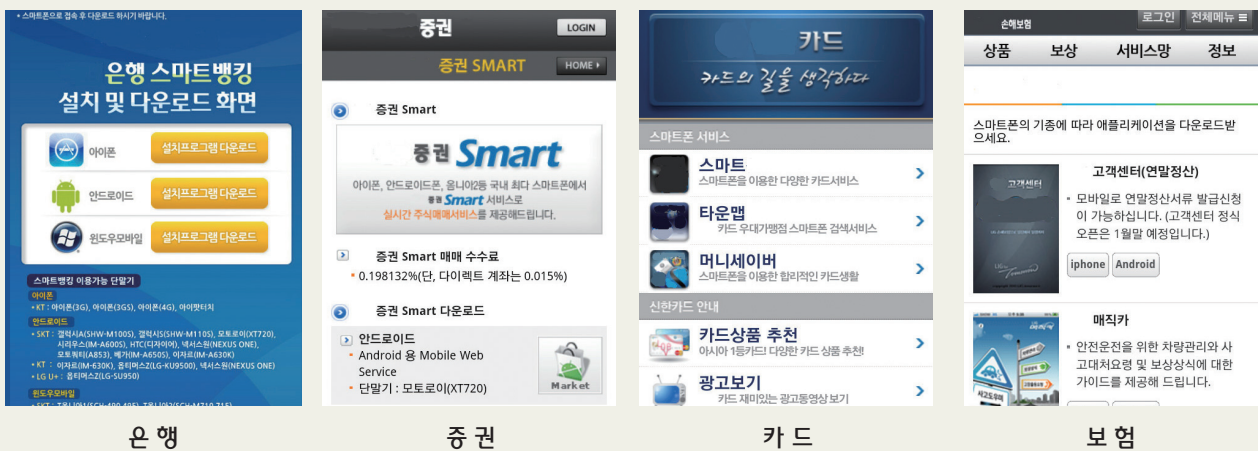 • 스마트폰으로 접속 후 다운로드 하시기 바랍니다.
은행 스마트뱅킹
설치 및 다운로드 화면
아이폰
설치프로그램 다운로드
안드로이드
설치프로그램 다운로드
윈도우모바일
설치프로그램 다운로드
스마트뱅킹 이용가능 단말기
아이폰
• KT : 아이폰(3G), 아이폰(3GS), 아이폰(4G), 아이팟터치
안드로이드
• SKT : 갤럭시A(SHW-M100S), 갤럭시S(SHW-M110S), 모토로이(XT720),
시리우스(IM-A600S), HTC(디자이어), 넥서스원(NEXUS ONE),
모토쿼티(A853), 베가(IM-A650S), 이자르(IM-A630K)
• KT : 이자르(IM-630K), 옵티머스Z(LG-KU9500), 넥서스원(NEXUS ONE)
• LG U+ : 옵티머스Z(LG-SU950)
윈도우모바일
은 행
증권
LOGIN
증권 SMART
HOME
증권 Smart
증권 Smart
아이폰, 안드로이드폰, 옴니아2등 국내 최다 스마트폰에서
증권 Smart 서비스로
실시간 주식매매서비스를 제공해드립니다.
증권 Smart 매매 수수료
• 0.198132%(단, 다이렉트 계좌는 0.015%)
증권 Smart 다운로드
안드로이드
• Android 용 Mobile Web
Service
• 단말기 : 모토로이(XT720)
Market
증 권
카드
카드의 길을 생각하다
스마트폰 서비스
스마트
스마트폰을 이용한 다양한 카드서비스
타운맵
카드 우대가맹점 스마트폰 검색서비스
머니세이버
스마트폰을 이용한 합리적인 카드생활
신한카드 안내
카드상품 추천
아시아 1등카드! 다양한 카드 상품 추천!
광고보기
카드 재미있는 광고동영상 보기
카 드
손해보험
로그인
전체메뉴
상품
보상
서비스망
정보
스마트폰의 기종에 따라 애플리케이션을 다운로드받
으세요.
고객센터
고객센터(연말정산)
• 모바일로 연말정산서류 발급신청
이 가능하십니다. (고객센터 정식
오픈은 1월말 예정입니다.)
iphone
Android
매직카
• 안전운전을 위한 차량관리와 사
고대처요령 및 보상상식에 대한
가이드를 제공해 드립니다.
사고도우미
보 험